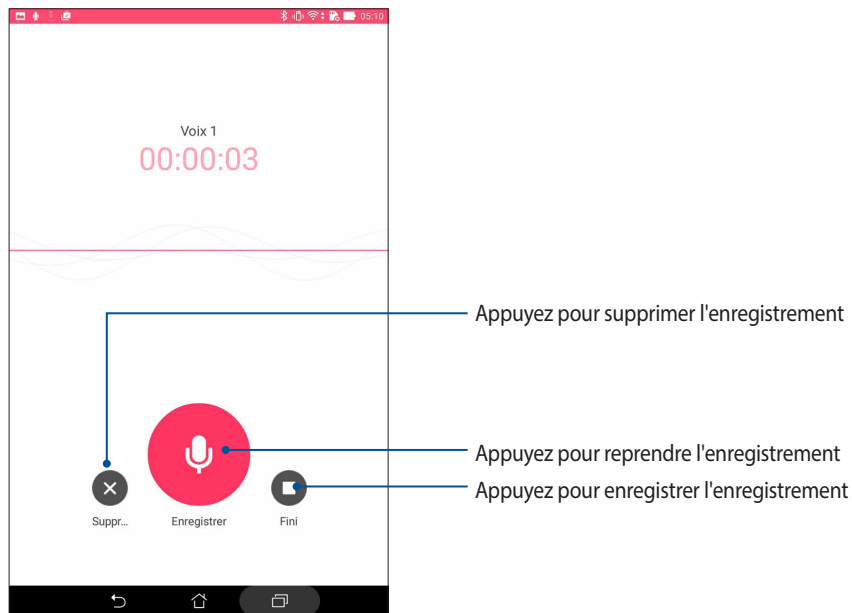 05:10
Voix 1
00:00:03
Appuyez pour supprimer l'enregistrement
Appuyez pour reprendre l'enregistrement
Appuyez pour enregistrer l'enregistrement
Suppr...
Enregistrer
Fini